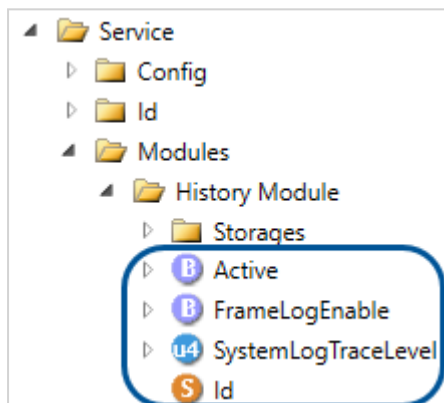 Service
Config
Id
Modules
History Module
Storages
B Active
B FrameLogEnable
u4 SystemLogTraceLevel
S Id